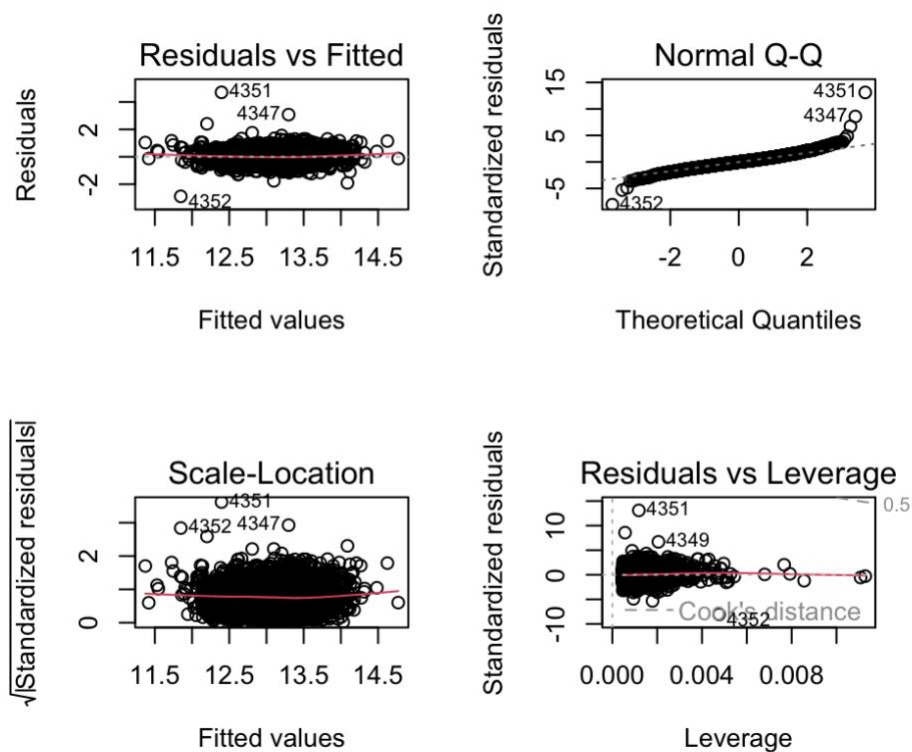 Residuals vs Fitted
Residuals
2
-2
4351
4347
4352
11.5 12.5 13.5 14.5
Fitted values
Normal Q-Q
Standardized residuals
15
5
-5
4351
4347
4352
-2 0 2
Theoretical Quantiles
Scale-Location
√|Standardized residuals|
2
0
4351
4352 4347
11.5 12.5 13.5 14.5
Fitted values
Residuals vs Leverage
Standardized residuals
10
0
-10
4351
4349
4352
0.5
Cook's distance
0.000 0.004 0.008
Leverage